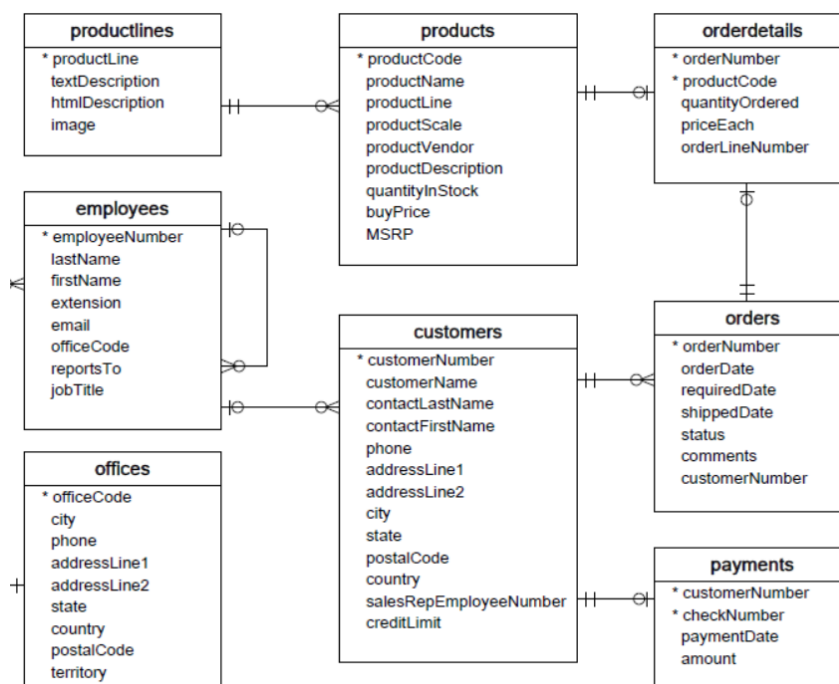 productlines
* productLine
textDescription
htmlDescription
image
products
* productCode
productName
productLine
productScale
productVendor
productDescription
quantityInStock
buyPrice
MSRP
orderdetails
* orderNumber
* productCode
quantityOrdered
priceEach
orderLineNumber
employees
* employeeNumber
lastName
firstName
extension
email
officeCode
reportsTo
jobTitle
customers
* customerNumber
customerName
contactLastName
contactFirstName
phone
addressLine1
addressLine2
city
state
postalCode
country
salesRepEmployeeNumber
creditLimit
orders
* orderNumber
orderDate
requiredDate
shippedDate
status
comments
customerNumber
offices
* officeCode
city
phone
addressLine1
addressLine2
state
country
postalCode
territory
payments
* customerNumber
* checkNumber
paymentDate
amount